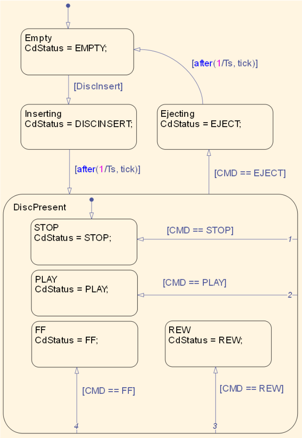 Empty
CdStatus = EMPTY;
[after(1/Ts, tick)]
[DiscInsert]
Inserting
CdStatus = DISCINSERT;
Ejecting
CdStatus = EJECT;
[after(1/Ts, tick)]
[CMD == EJECT]
DiscPresent
STOP
CdStatus = STOP;
[CMD == STOP]
1
PLAY
CdStatus = PLAY;
[CMD == PLAY]
2
FF
CdStatus = FF;
REW
CdStatus = REW;
[CMD == FF]
[CMD == REW]
4
3